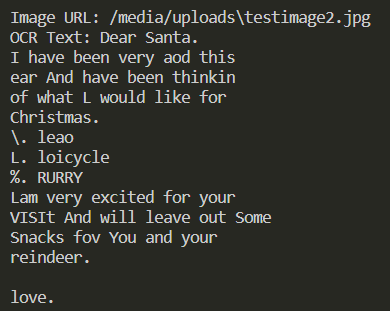 Image URL: /media/uploads\testimage2.jpg
OCR Text: Dear Santa.
I have been very aod this
ear And have been thinkin
of what L would like for
Christmas.
\. leao
L. loicycle
%. RURRY
Lam very excited for your
VISIt And will leave out Some
Snacks fov You and your
reindeer.

love.